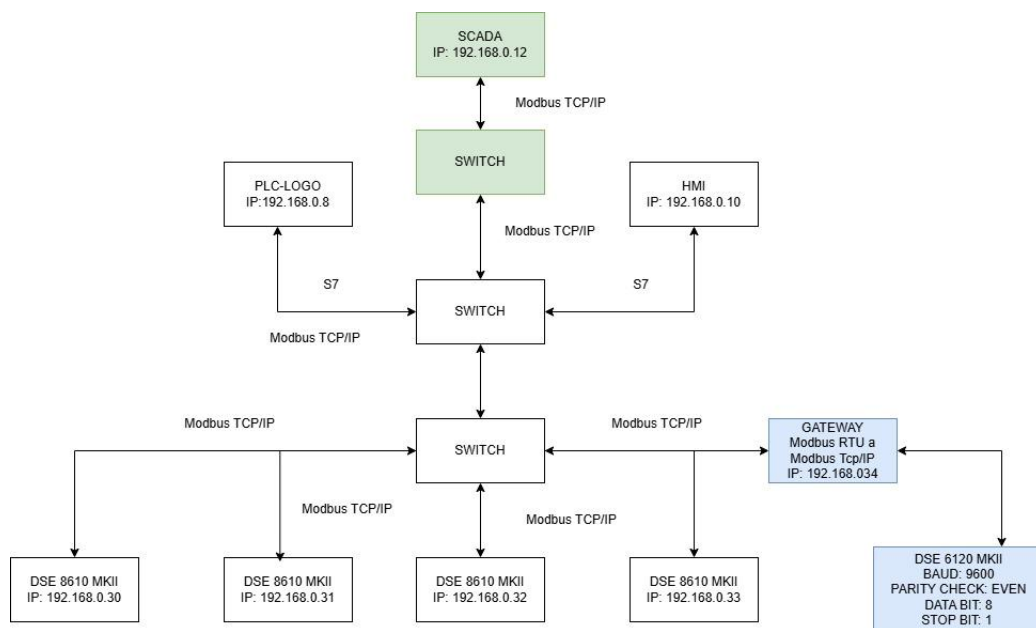 SCADA
IP: 192.168.0.12
Modbus TCP/IP
SWITCH
PLC-LOGO
IP:192.168.0.8
HMI
IP: 192.168.0.10
Modbus TCP/IP
S7
S7
SWITCH
Modbus TCP/IP
Modbus TCP/IP
Modbus TCP/IP
SWITCH
GATEWAY
Modbus RTU a
Modbus Tcp/IP
IP: 192.168.034
Modbus TCP/IP
Modbus TCP/IP
DSE 8610 MKII
IP: 192.168.0.30
DSE 8610 MKII
IP: 192.168.0.31
DSE 8610 MKII
IP: 192.168.0.32
DSE 8610 MKII
IP: 192.168.0.33
DSE 6120 MKII
BAUD: 9600
PARITY CHECK: EVEN
DATA BIT: 8
STOP BIT: 1